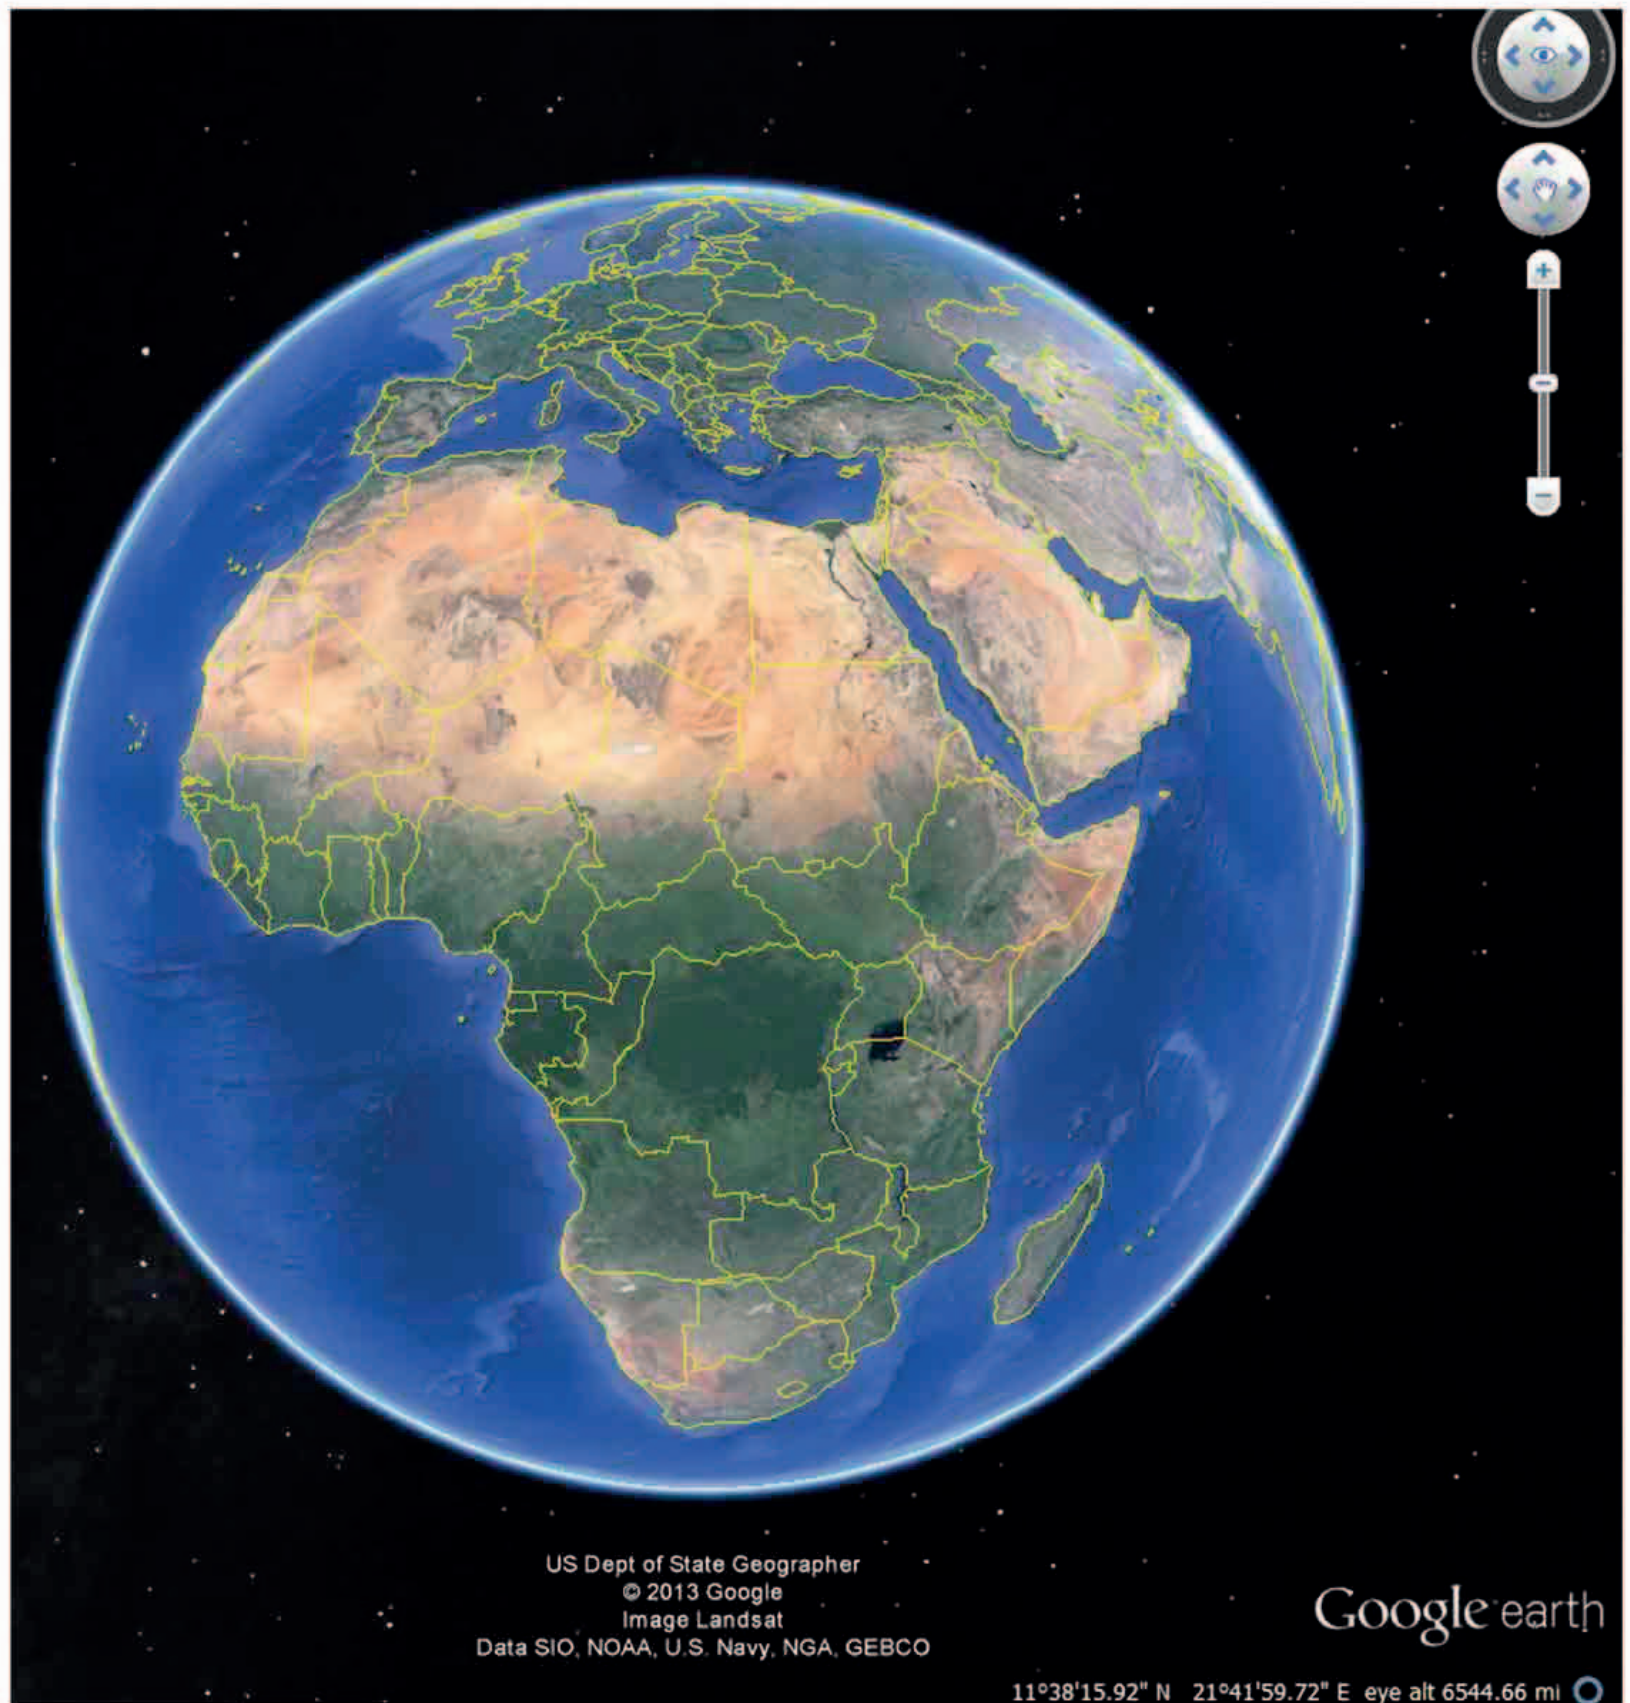 US Dept of State Geographer
© 2013 Google
Image Landsat
Data SIO, NOAA, U.S. Navy, NGA, GEBCO
Google earth
11°38'15.92" N 21°41'59.72" E eye alt 6544.66 mi